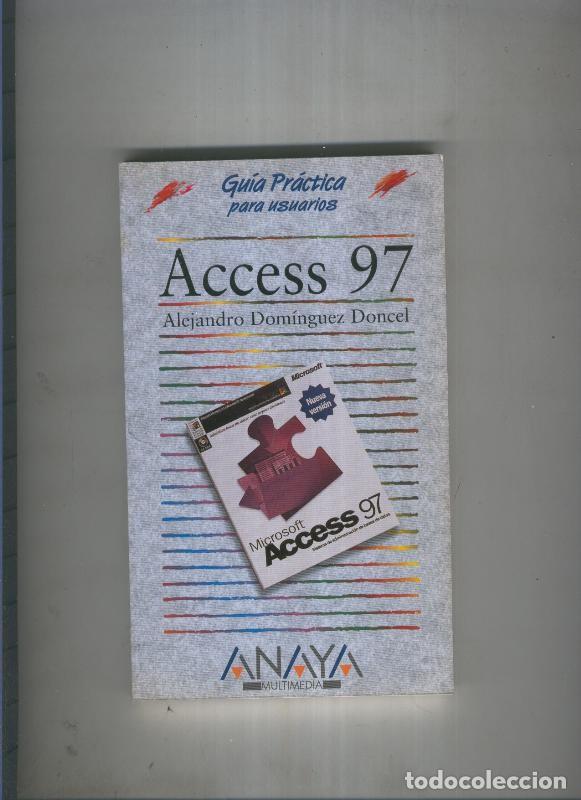 Guía Práctica
para usuarios
Access 97
Alejandro Domínguez Doncel
Microsoft
Nueva
versión
Microsoft
Access 97
ANAYA
MULTIMEDIA
todocoleccion